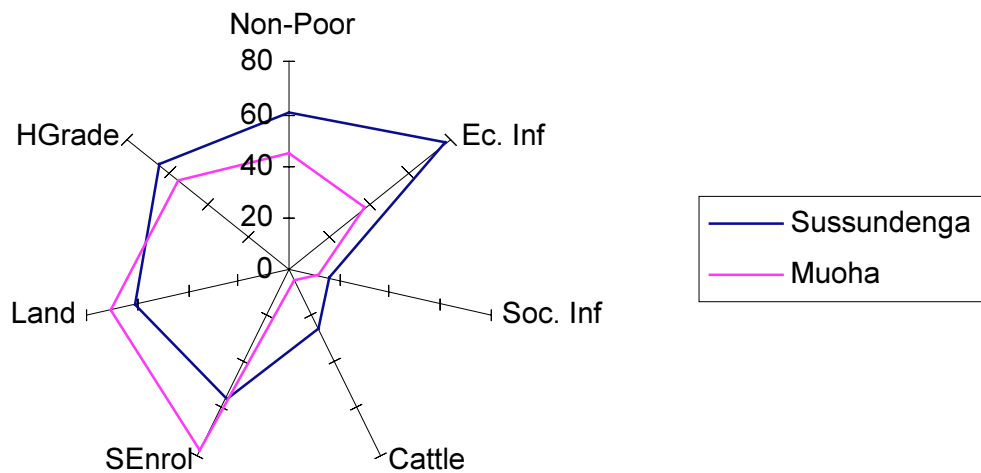 Non-Poor
80
60
40
20
0
HGrade
Ec. Inf
Land
Soc. Inf
SEnrol
Cattle
Sussundenga
Muoha